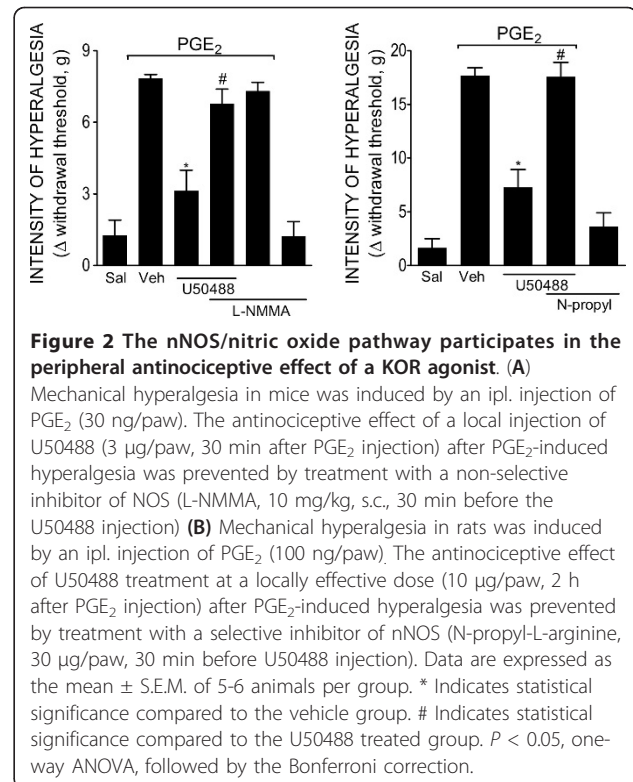 PGE2
INTENSITY OF HYPERALGESIA
(Δ withdrawal threshold, g)
9
6
3
0
*
#
Sal
Veh
U50488
L-NMMA
PGE2
INTENSITY OF HYPERALGESIA
(Δ withdrawal threshold, g)
20
15
10
5
0
*
#
Sal
Veh
U50488
N-propyl
Figure 2 The nNOS/nitric oxide pathway participates in the
peripheral antinociceptive effect of a KOR agonist. (A)
Mechanical hyperalgesia in mice was induced by an ipl. injection of
PGE2 (30 ng/paw). The antinociceptive effect of a local injection of
U50488 (3 μg/paw, 30 min after PGE2 injection) after PGE2-induced
hyperalgesia was prevented by treatment with a non-selective
inhibitor of NOS (L-NMMA, 10 mg/kg, s.c., 30 min before the
U50488 injection) (B) Mechanical hyperalgesia in rats was induced
by an ipl. injection of PGE2 (100 ng/paw). The antinociceptive effect
of U50488 treatment at a locally effective dose (10 μg/paw, 2 h
after PGE2 injection) after PGE2-induced hyperalgesia was prevented
by treatment with a selective inhibitor of nNOS (N-propyl-L-arginine,
30 μg/paw, 30 min before U50488 injection). Data are expressed as
the mean ± S.E.M. of 5-6 animals per group. * Indicates statistical
significance compared to the vehicle group. # Indicates statistical
significance compared to the U50488 treated group. P < 0.05, one-
way ANOVA, followed by the Bonferroni correction.